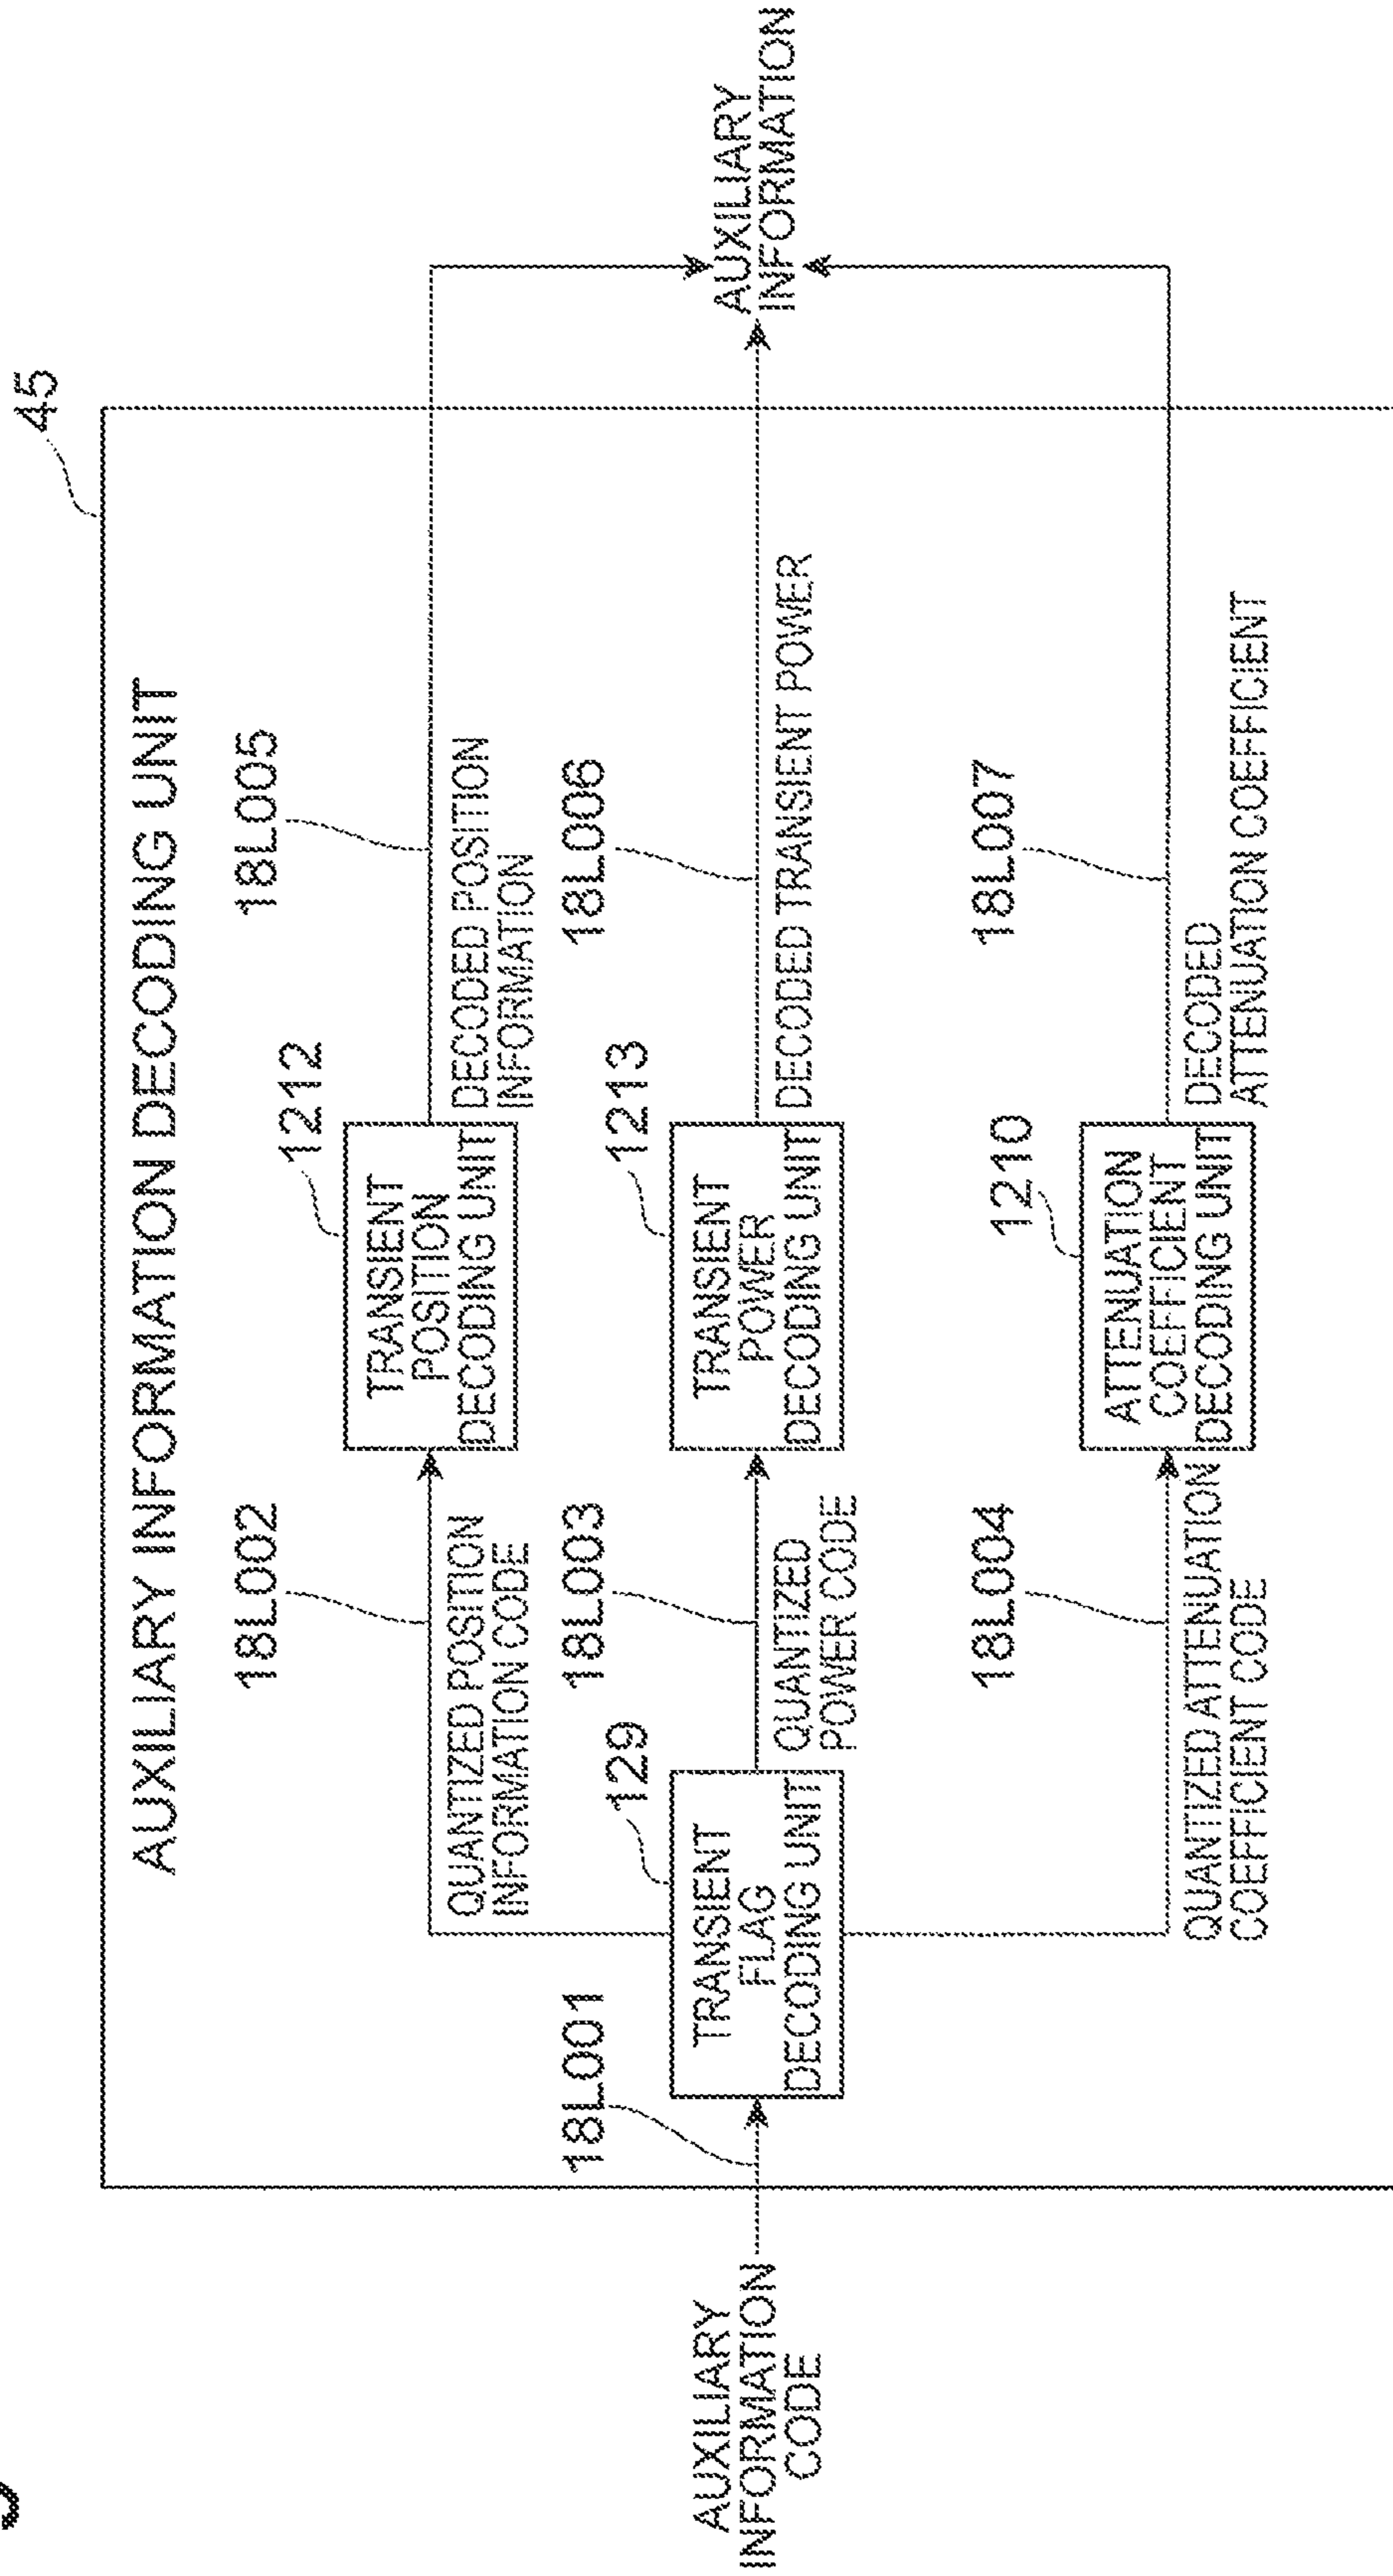 45
AUXILIARY INFORMATION DECODING UNIT
18L002
18L005
1212
TRANSIENT
POSITION
DECODING UNIT
QUANTIZED POSITION
INFORMATION CODE
DECODED POSITION
INFORMATION
18L001
129
18L003
1213
18L006
AUXILIARY
INFORMATION
CODE
TRANSIENT
FLAG
DECODING UNIT
QUANTIZED
POWER CODE
TRANSIENT
POWER
DECODING UNIT
DECODED TRANSIENT POWER
AUXILIARY
INFORMATION
18L004
1210
18L007
ATTENUATION
COEFFICIENT
DECODING UNIT
QUANTIZED ATTENUATION
COEFFICIENT CODE
DECODED
ATTENUATION COEFFICIENT